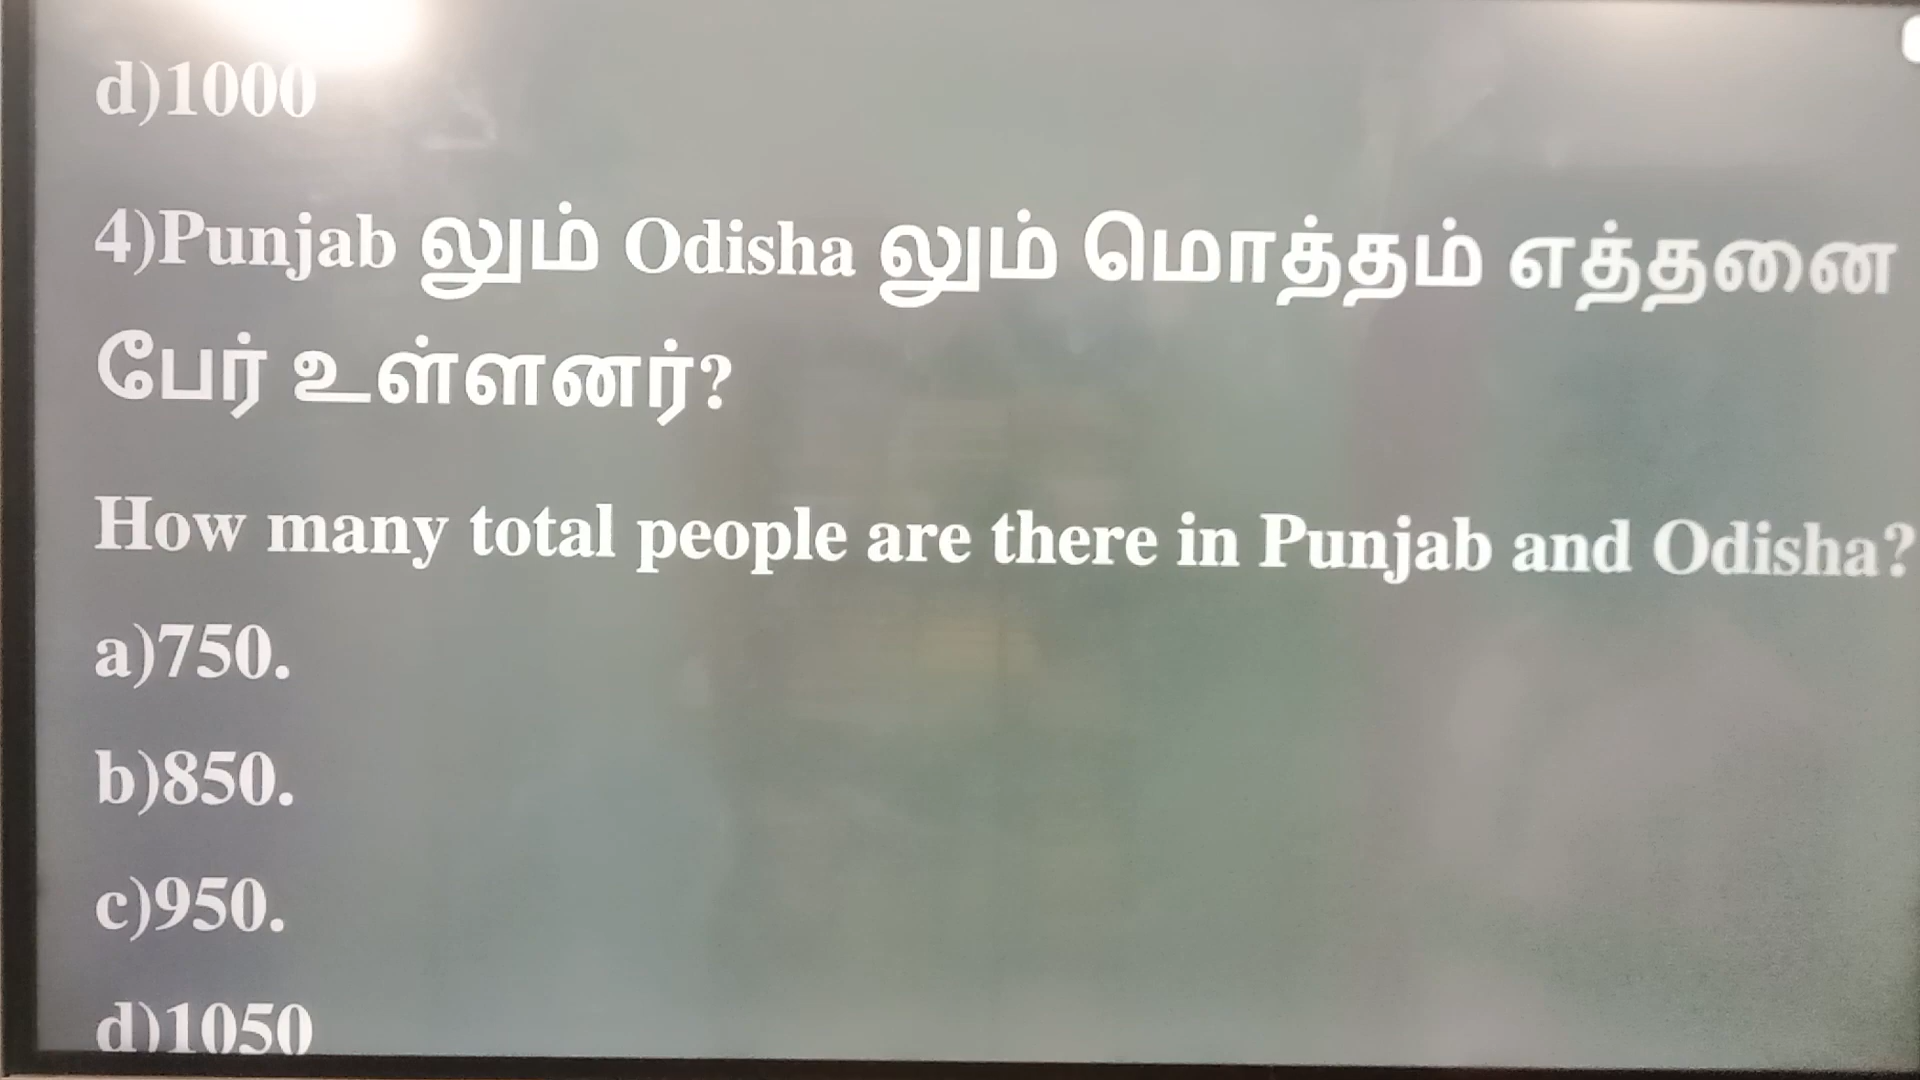 d)1000
4)Punjab லும் Odisha லும் மொத்தம் எத்தனை
பேர் உள்ளனர்?
How many total people are there in Punjab and Odisha?
a)750.
b)850.
c)950.
d)1050